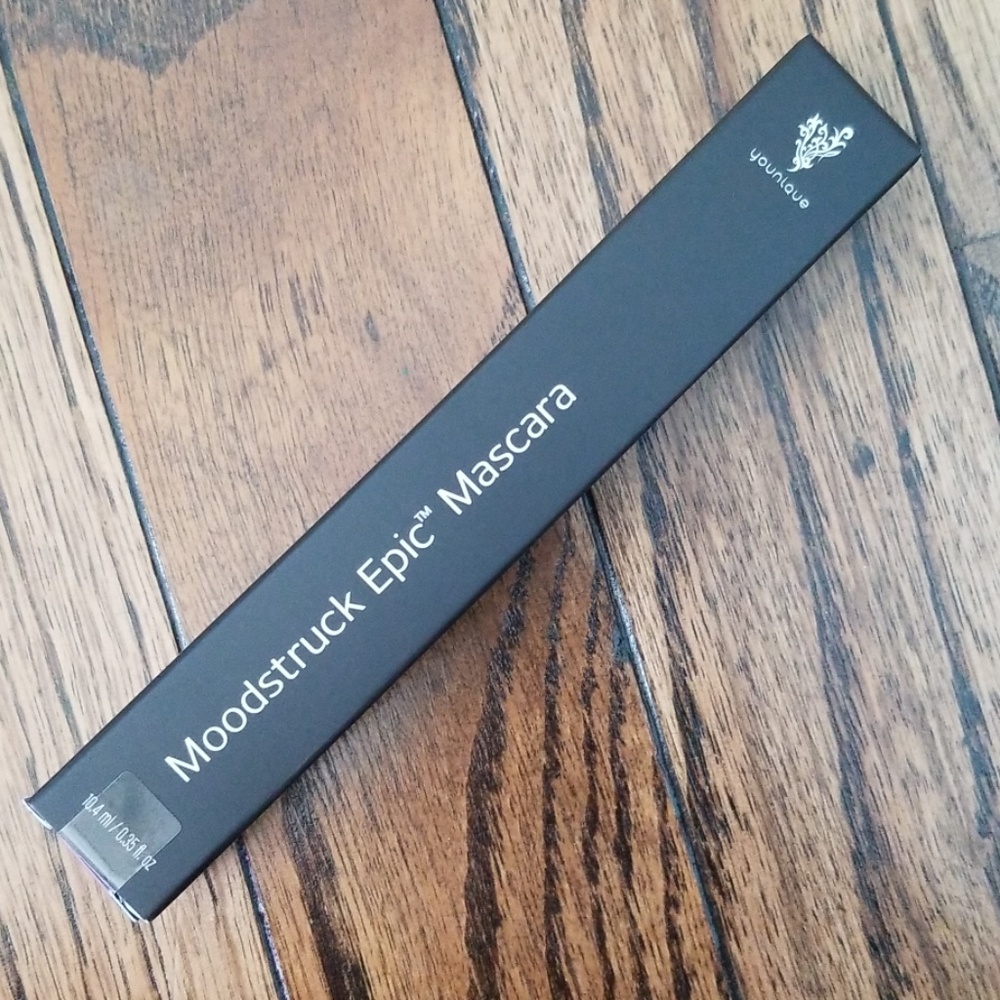 younique
Moodstruck Epic™ Mascara
10.4 ml / 0.35 fl. oz